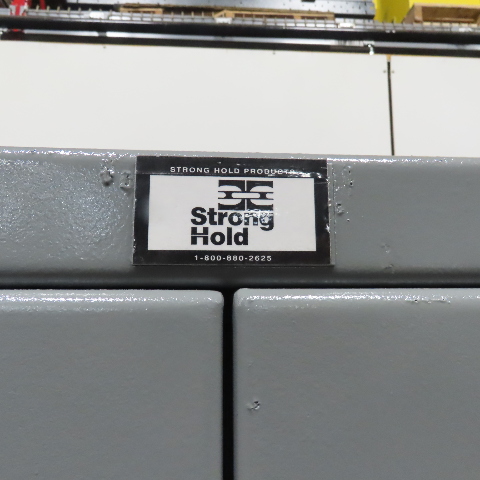 STRONG HOLD PRODUCTS
Strong
Hold
1-800-880-2625